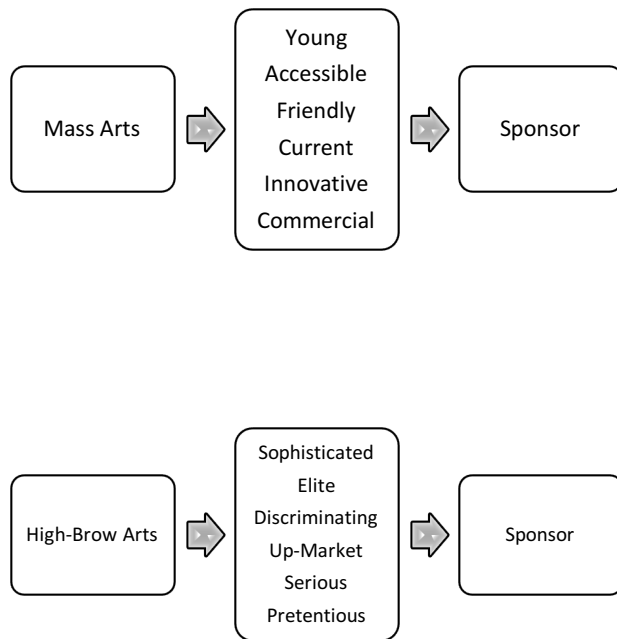 Mass Arts
Young
Accessible
Friendly
Current
Innovative
Commercial
Sponsor
High-Brow Arts
Sophisticated
Elite
Discriminating
Up-Market
Serious
Pretentious
Sponsor